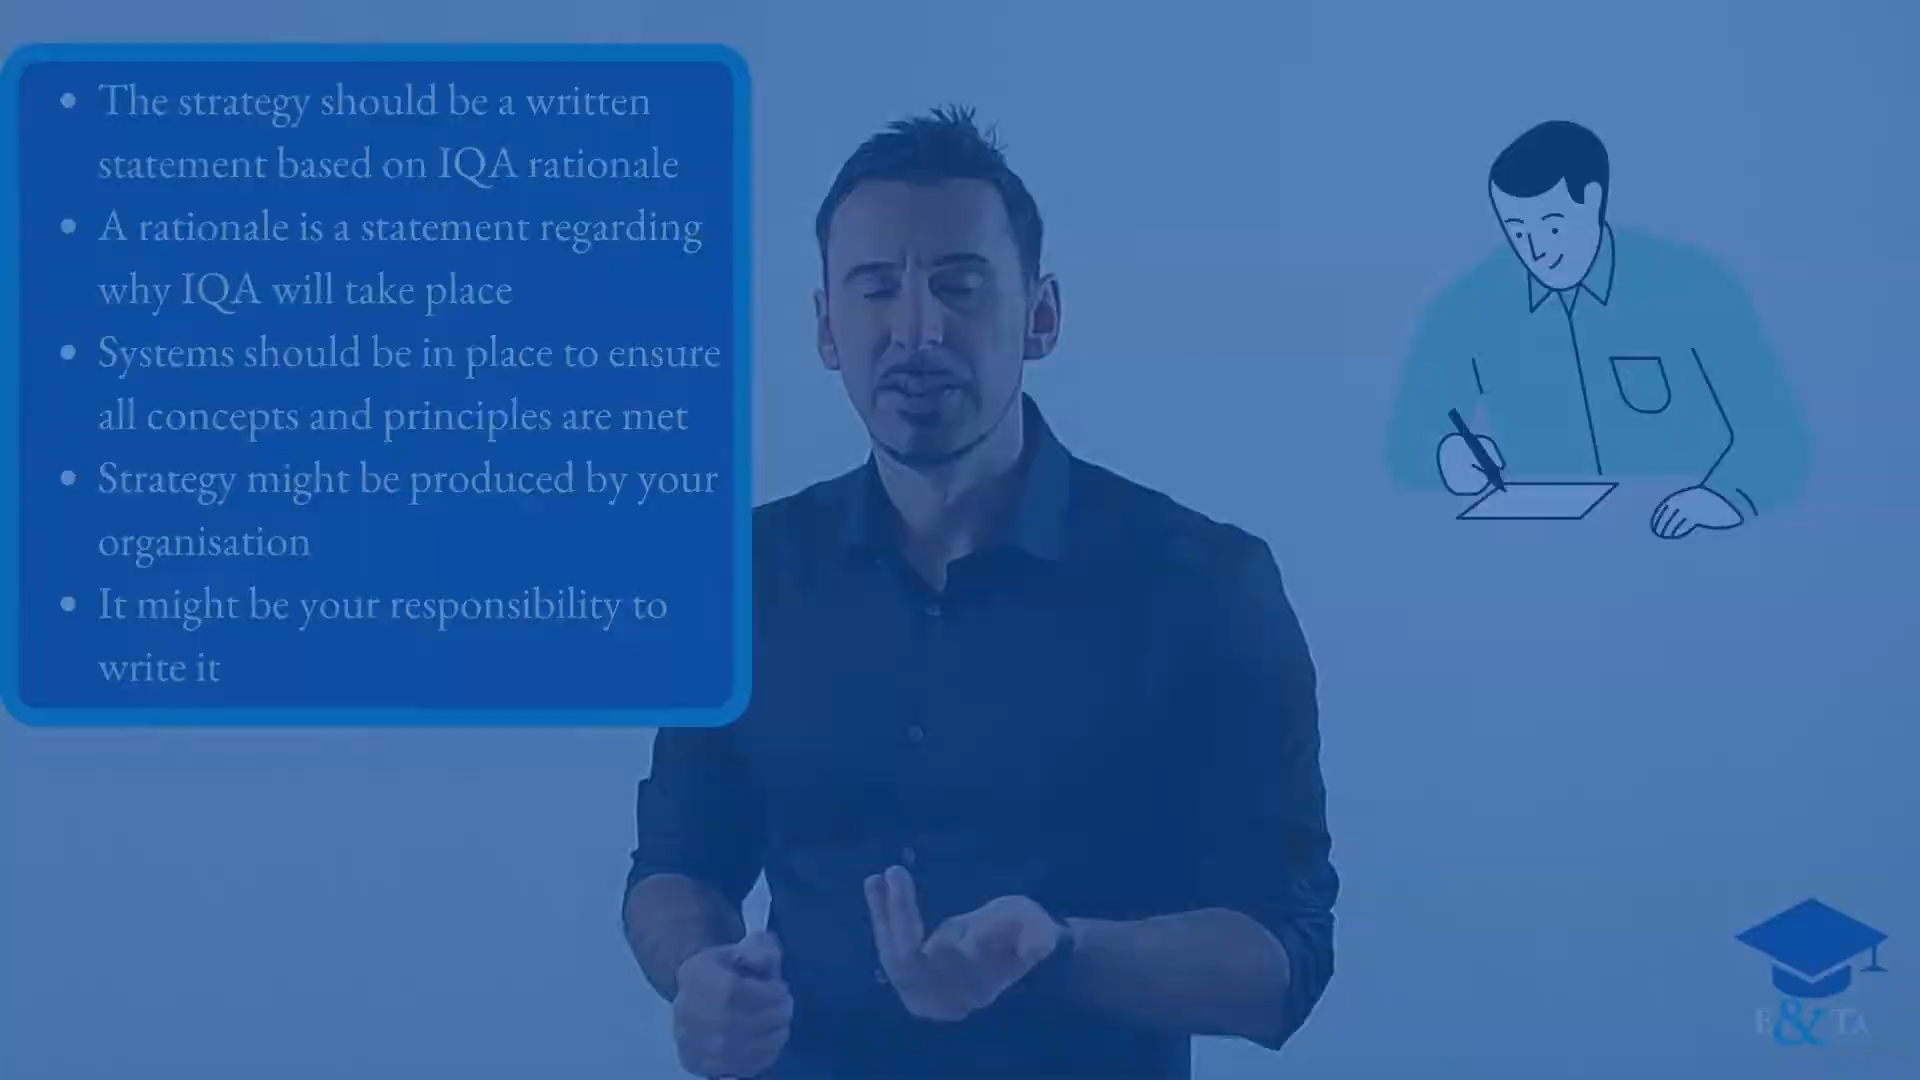 • The strategy should be a written
statement based on IQA rationale
• A rationale is a statement regarding
why IQA will take place
• Systems should be in place to ensure
all concepts and principles are met
• Strategy might be produced by your
organisation
• It might be your responsibility to
write it